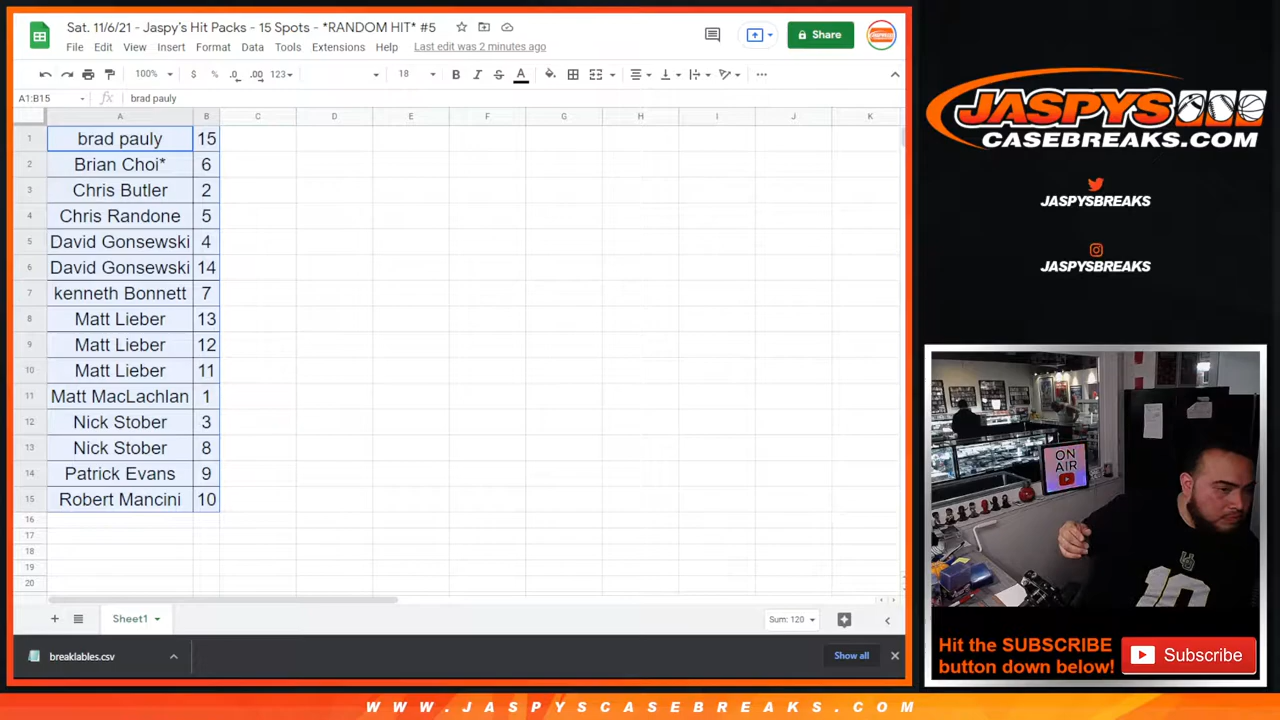 Sat. 11/6/21 - Jaspy's Hit Packs - 15 Spots - *RANDOM HIT* #5
File Edit View Insert Format Data Tools Extensions Help Last edit was 2 minutes ago
Share
100% $ % .0 .00 123 18 B I S A
A1:B15 fx brad pauly
A B C D E F G H I J K
1 brad pauly 15
2 Brian Choi* 6
3 Chris Butler 2
4 Chris Randone 5
5 David Gonsewski 4
6 David Gonsewski 14
7 kenneth Bonnett 7
8 Matt Lieber 13
9 Matt Lieber 12
10 Matt Lieber 11
11 Matt MacLachlan 1
12 Nick Stober 3
13 Nick Stober 8
14 Patrick Evans 9
15 Robert Mancini 10
16
17
18
19
20
Sheet1
Sum: 120
breaklables.csv
Show all
JASPYS
CASEBREAKS.COM
JASPYSBREAKS
JASPYSBREAKS
ON
AIR
10
Hit the SUBSCRIBE
button down below!
Subscribe
WWW.JASPYSCASEBREAKS.COM